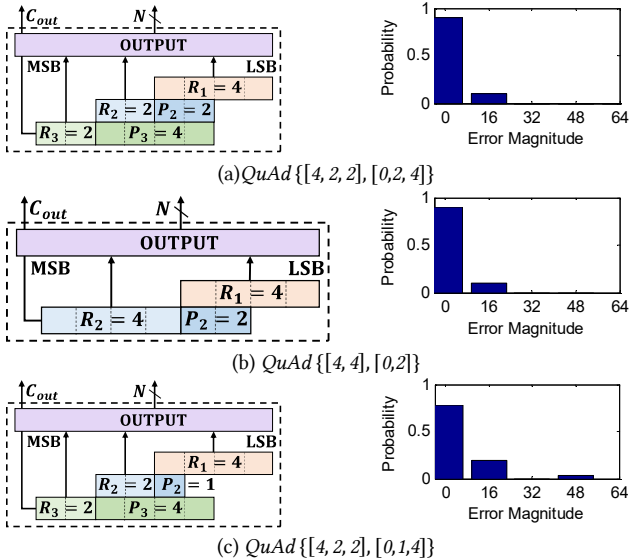 C_out N
OUTPUT
MSB LSB
R_1 = 4
R_2 = 2 P_2 = 2
R_3 = 2 P_3 = 4
Probability
1
0.5
0
0 16 32 48 64
Error Magnitude
(a)QuAd {[4, 2, 2], [0,2, 4]}
C_out N
OUTPUT
MSB LSB
R_1 = 4
R_2 = 4 P_2 = 2
Probability
1
0.5
0
0 16 32 48 64
Error Magnitude
(b) QuAd {[4, 4], [0,2]}
C_out N
OUTPUT
MSB LSB
R_1 = 4
R_2 = 2 P_2 = 1
R_3 = 2 P_3 = 4
Probability
1
0.5
0
0 16 32 48 64
Error Magnitude
(c) QuAd {[4, 2, 2], [0,1,4]}